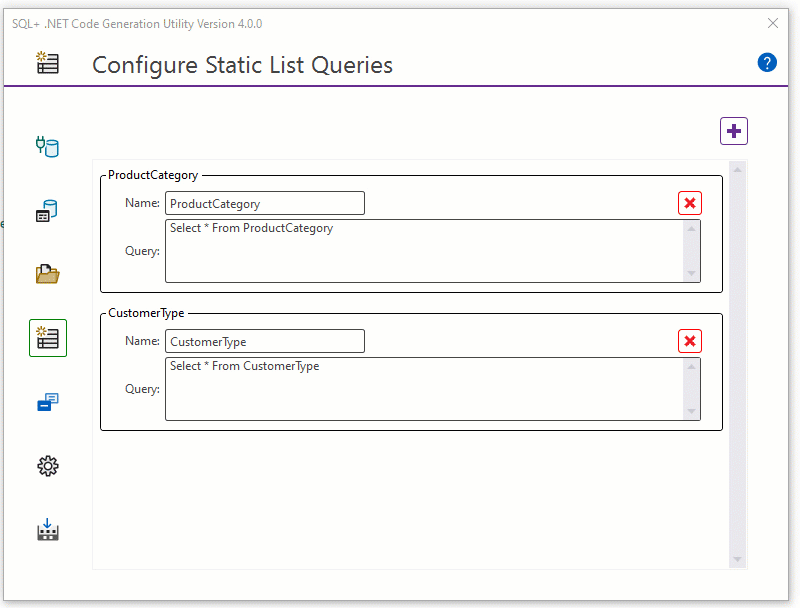 SQL+ .NET Code Generation Utility Version 4.0.0
Configure Static List Queries
?
ProductCategory
Name: ProductCategory
Select * From ProductCategory
Query:
CustomerType
Name: CustomerType
Select * From CustomerType
Query: